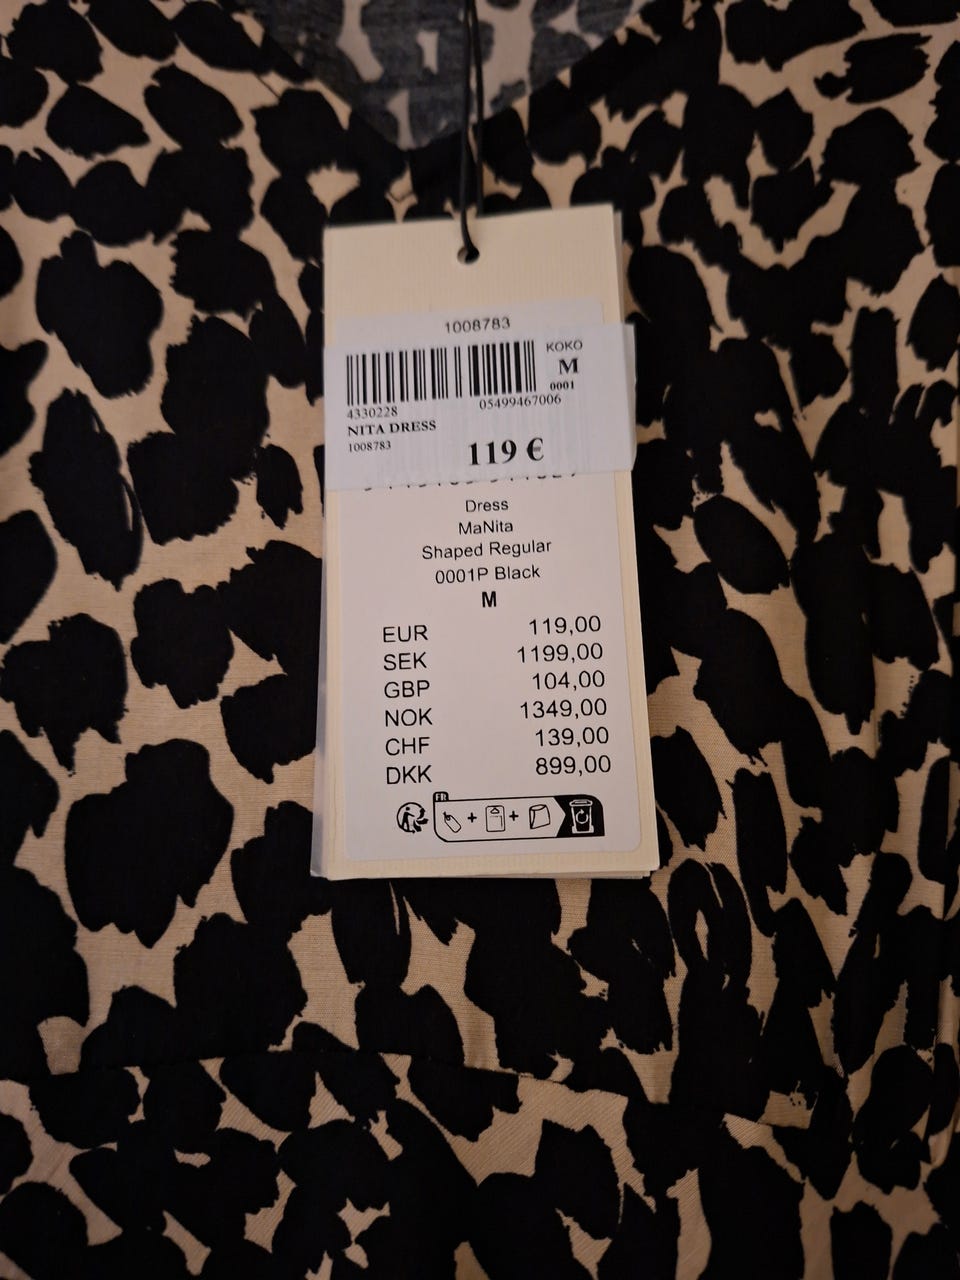 1008783
KOKO
M
0001
4330228
05499467006
NITA DRESS
1008783
119 €
Dress
MaNita
Shaped Regular
0001P Black
M
EUR 119,00
SEK 1199,00
GBP 104,00
NOK 1349,00
CHF 139,00
DKK 899,00
FR
+ +